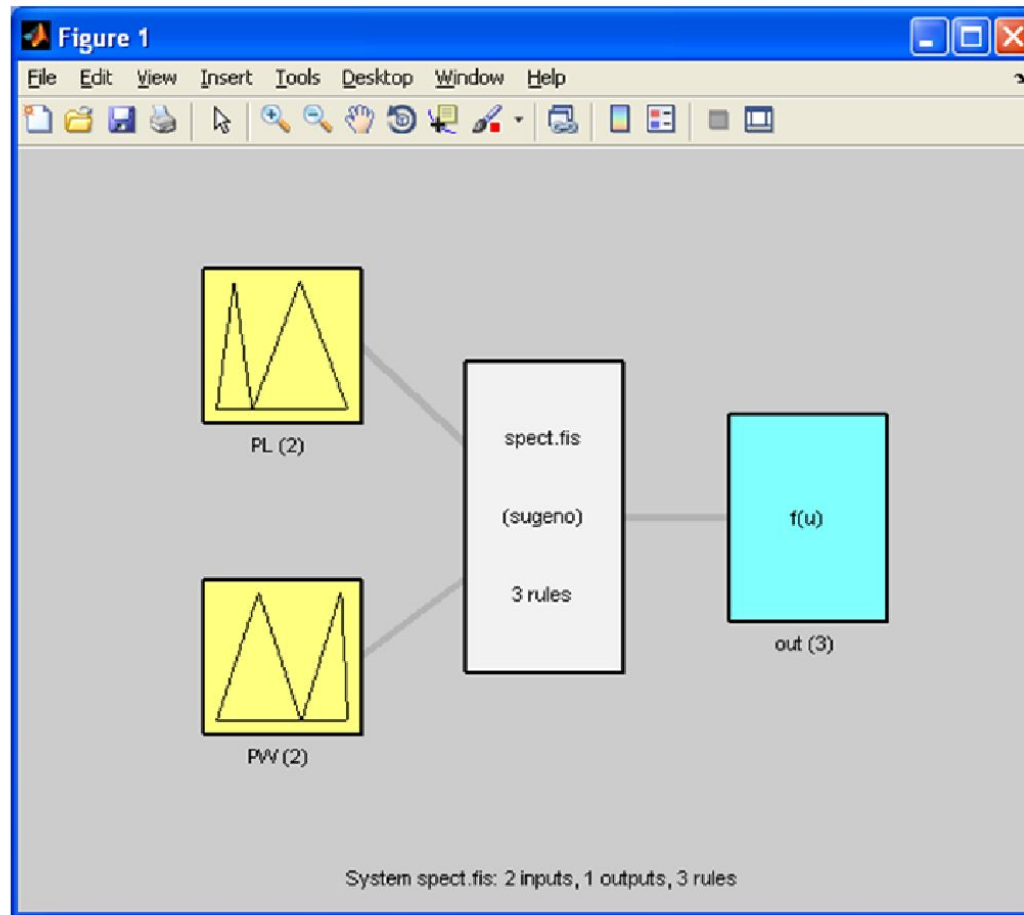 Figure 1
File Edit View Insert Tools Desktop Window Help
PL (2)
spect.fis
(sugeno)
3 rules
f(u)
out (3)
PW (2)
System spect.fis: 2 inputs, 1 outputs, 3 rules